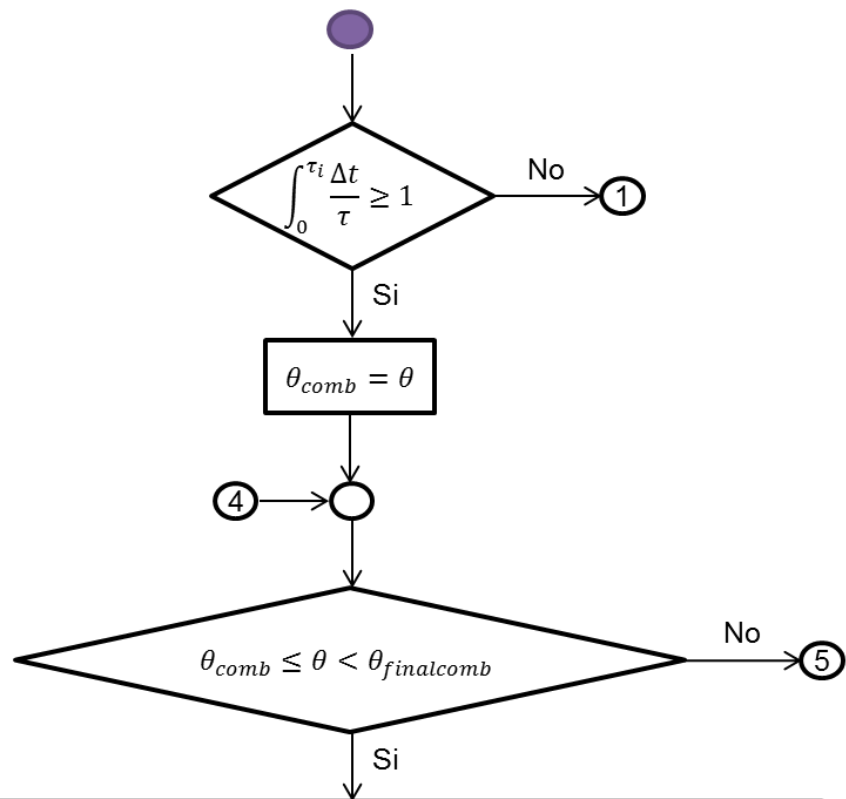 ∫₀^τᵢ Δt/τ ≥ 1
No
1
Si
θ_comb = θ
4
θ_comb ≤ θ < θ_finalcomb
No
5
Si